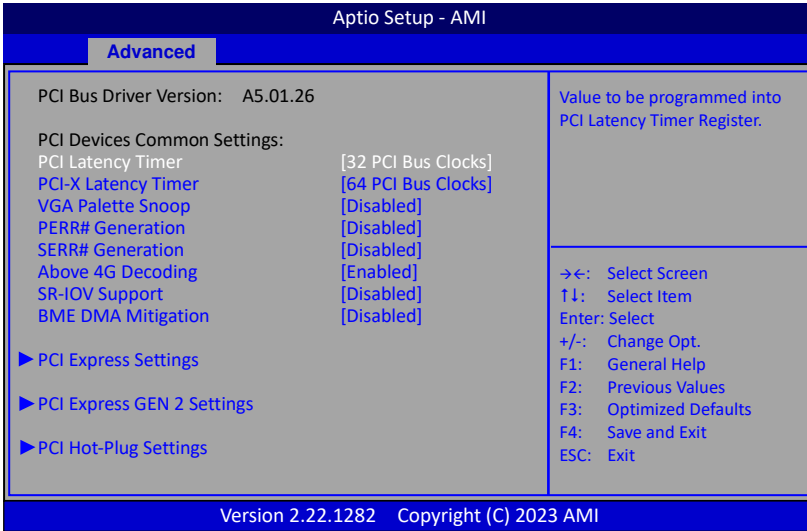 Aptio Setup - AMI
Advanced
PCI Bus Driver Version: A5.01.26
PCI Devices Common Settings:
PCI Latency Timer [32 PCI Bus Clocks]
PCI-X Latency Timer [64 PCI Bus Clocks]
VGA Palette Snoop [Disabled]
PERR# Generation [Disabled]
SERR# Generation [Disabled]
Above 4G Decoding [Enabled]
SR-IOV Support [Disabled]
BME DMA Mitigation [Disabled]
►PCI Express Settings
►PCI Express GEN 2 Settings
►PCI Hot-Plug Settings
Value to be programmed into
PCI Latency Timer Register.
→←: Select Screen
↑↓: Select Item
Enter: Select
+/-: Change Opt.
F1: General Help
F2: Previous Values
F3: Optimized Defaults
F4: Save and Exit
ESC: Exit
Version 2.22.1282 Copyright (C) 2023 AMI